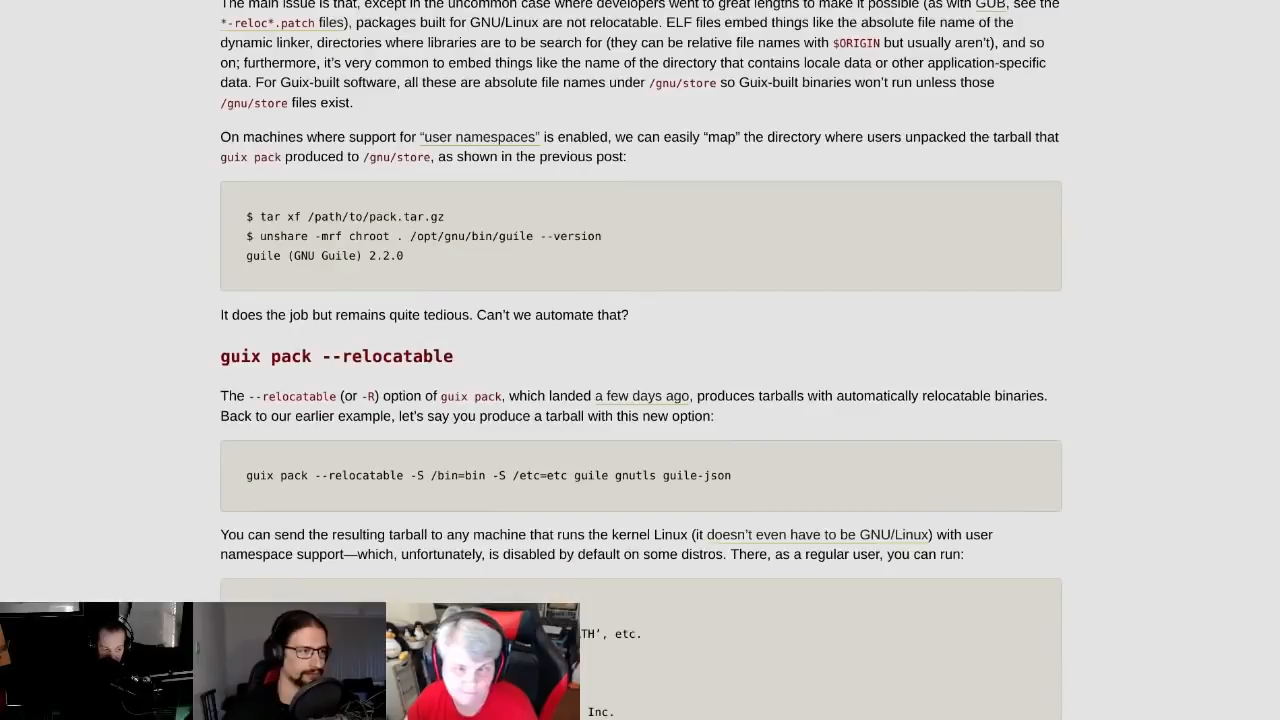 The main issue is that, except in the uncommon case where developers went to great lengths to make it possible (as with GUB, see the
*-reloc*.patch files), packages built for GNU/Linux are not relocatable. ELF files embed things like the absolute file name of the
dynamic linker, directories where libraries are to be search for (they can be relative file names with $ORIGIN but usually aren’t), and so
on; furthermore, it’s very common to embed things like the name of the directory that contains locale data or other application-specific
data. For Guix-built software, all these are absolute file names under /gnu/store so Guix-built binaries won’t run unless those
/gnu/store files exist.
On machines where support for “user namespaces” is enabled, we can easily “map” the directory where users unpacked the tarball that
guix pack produced to /gnu/store, as shown in the previous post:
$ tar xf /path/to/pack.tar.gz
$ unshare -mrf chroot . /opt/gnu/bin/guile --version
guile (GNU Guile) 2.2.0
It does the job but remains quite tedious. Can’t we automate that?
guix pack --relocatable
The --relocatable (or -R) option of guix pack, which landed a few days ago, produces tarballs with automatically relocatable binaries.
Back to our earlier example, let’s say you produce a tarball with this new option:
guix pack --relocatable -S /bin=bin -S /etc=etc guile gnutls guile-json
You can send the resulting tarball to any machine that runs the kernel Linux (it doesn’t even have to be GNU/Linux) with user
namespace support—which, unfortunately, is disabled by default on some distros. There, as a regular user, you can run:
TH’, etc.
Inc.